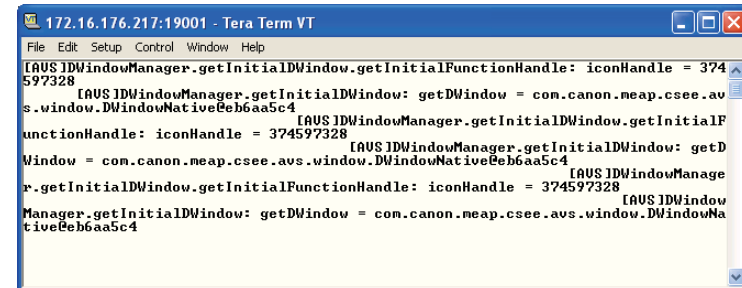 172.16.176.217:19001 - Tera Term VT
File Edit Setup Control Window Help
[AVS]DWindowManager.getInitialDWindow.getInitialFunctionHandle: iconHandle = 374
597328
[AVS]DWindowManager.getInitialDWindow: getDWindow = com.canon.meap.csee.av
s.window.DWindowNative@eb6aa5c4
[AVS]DWindowManager.getInitialDWindow.getInitialF
unctionHandle: iconHandle = 374597328
[AVS]DWindowManager.getInitialDWindow: getD
Window = com.canon.meap.csee.avs.window.DWindowNative@eb6aa5c4
[AVS]DWindowManage
r.getInitialDWindow.getInitialFunctionHandle: iconHandle = 374597328
[AVS]DWindow
Manager.getInitialDWindow: getDWindow = com.canon.meap.csee.avs.window.DWindowNa
tive@eb6aa5c4